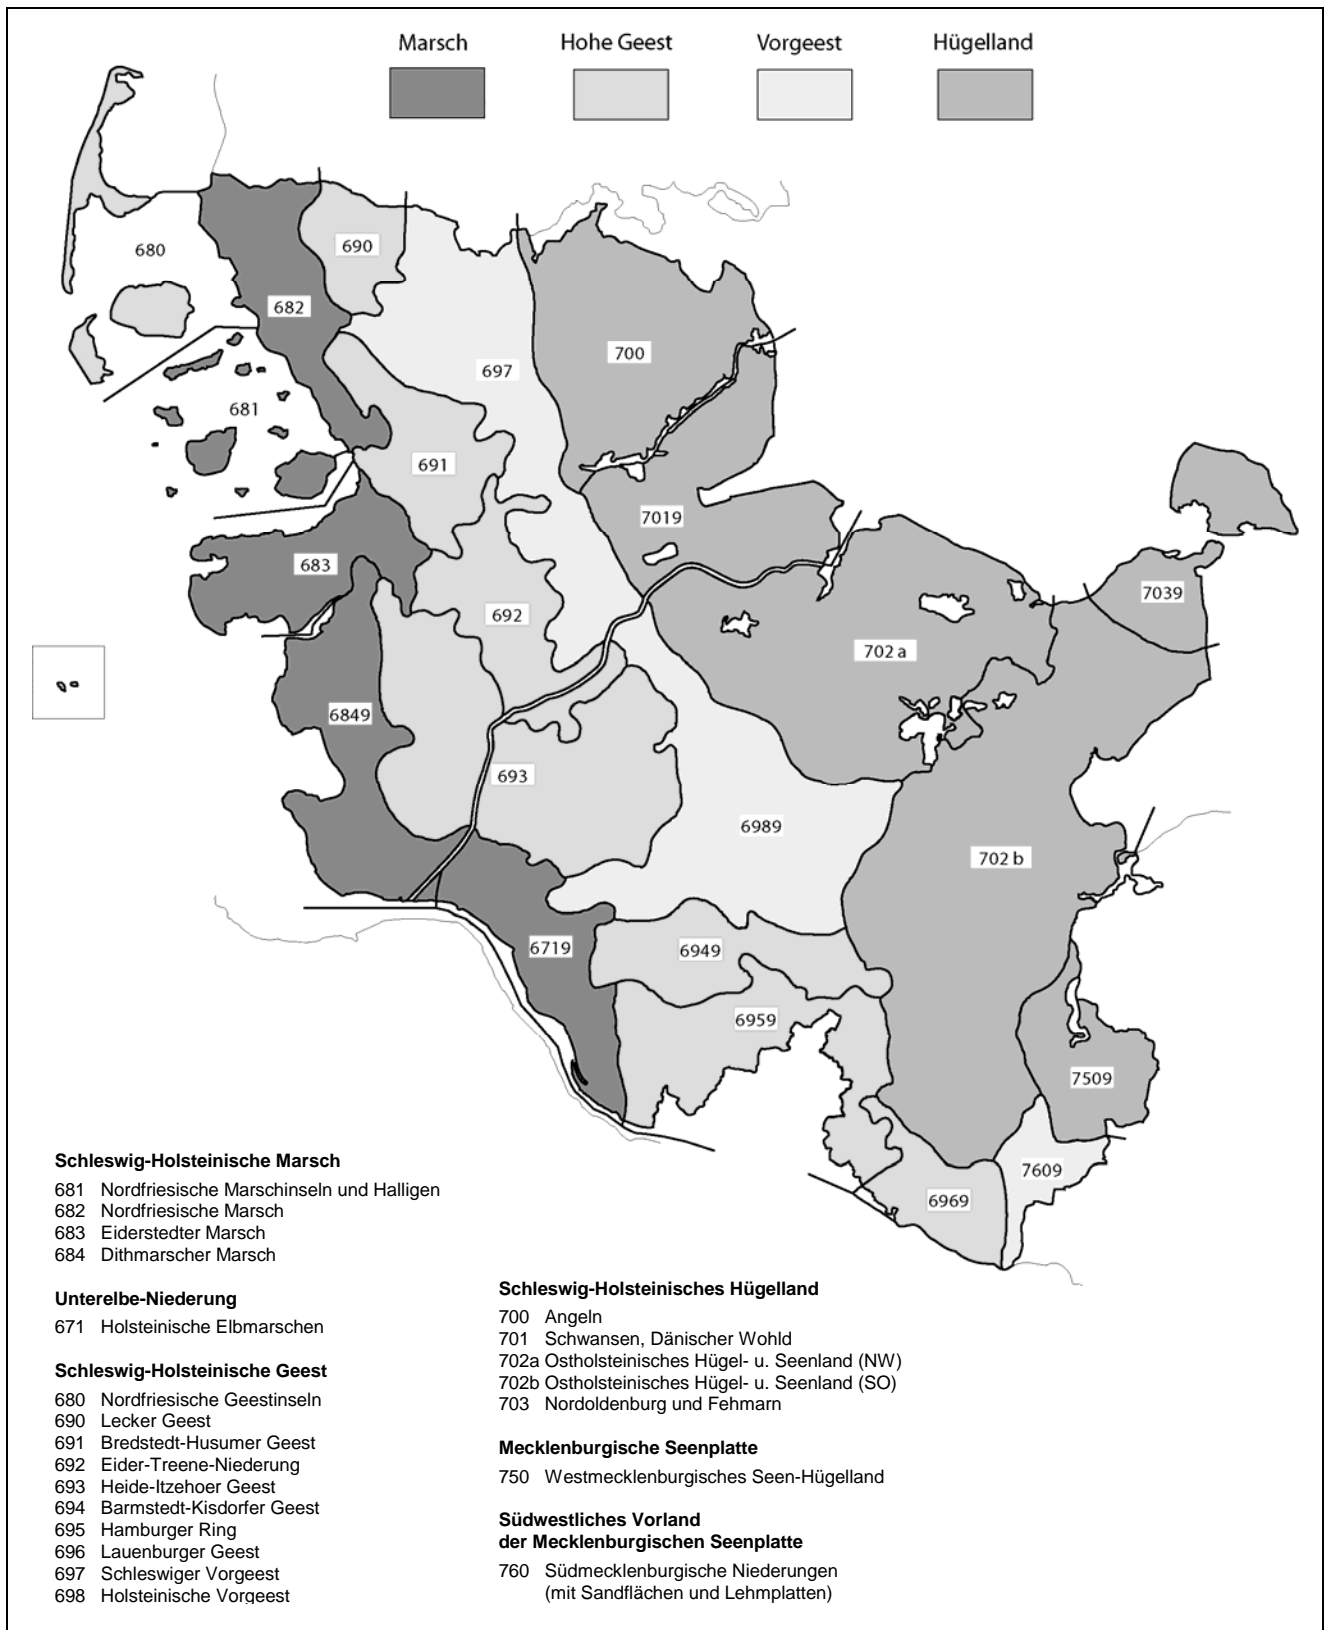 Marsch Hohe Geest Vorgeest Hügelland
680
690
682
700
697
681
691
7019
683
7039
692
702 a
6849
693
6989
702 b
6719
6949
6959
7509
7609
6969
Schleswig-Holsteinische Marsch
681 Nordfriesische Marschinseln und Halligen
682 Nordfriesische Marsch
683 Eiderstedter Marsch
684 Dithmarscher Marsch
Unterelbe-Niederung
671 Holsteinische Elbmarschen
Schleswig-Holsteinische Geest
680 Nordfriesische Geestinseln
690 Lecker Geest
691 Bredstedt-Husumer Geest
692 Eider-Treene-Niederung
693 Heide-Itzehoer Geest
694 Barmstedt-Kisdorfer Geest
695 Hamburger Ring
696 Lauenburger Geest
697 Schleswiger Vorgeest
698 Holsteinische Vorgeest
Schleswig-Holsteinisches Hügelland
700 Angeln
701 Schwansen, Dänischer Wohld
702a Ostholsteinisches Hügel- u. Seenland (NW)
702b Ostholsteinisches Hügel- u. Seenland (SO)
703 Nordoldenburg und Fehmarn
Mecklenburgische Seenplatte
750 Westmecklenburgisches Seen-Hügelland
Südwestliches Vorland
der Mecklenburgischen Seenplatte
760 Südmecklenburgische Niederungen
(mit Sandflächen und Lehmplatten)